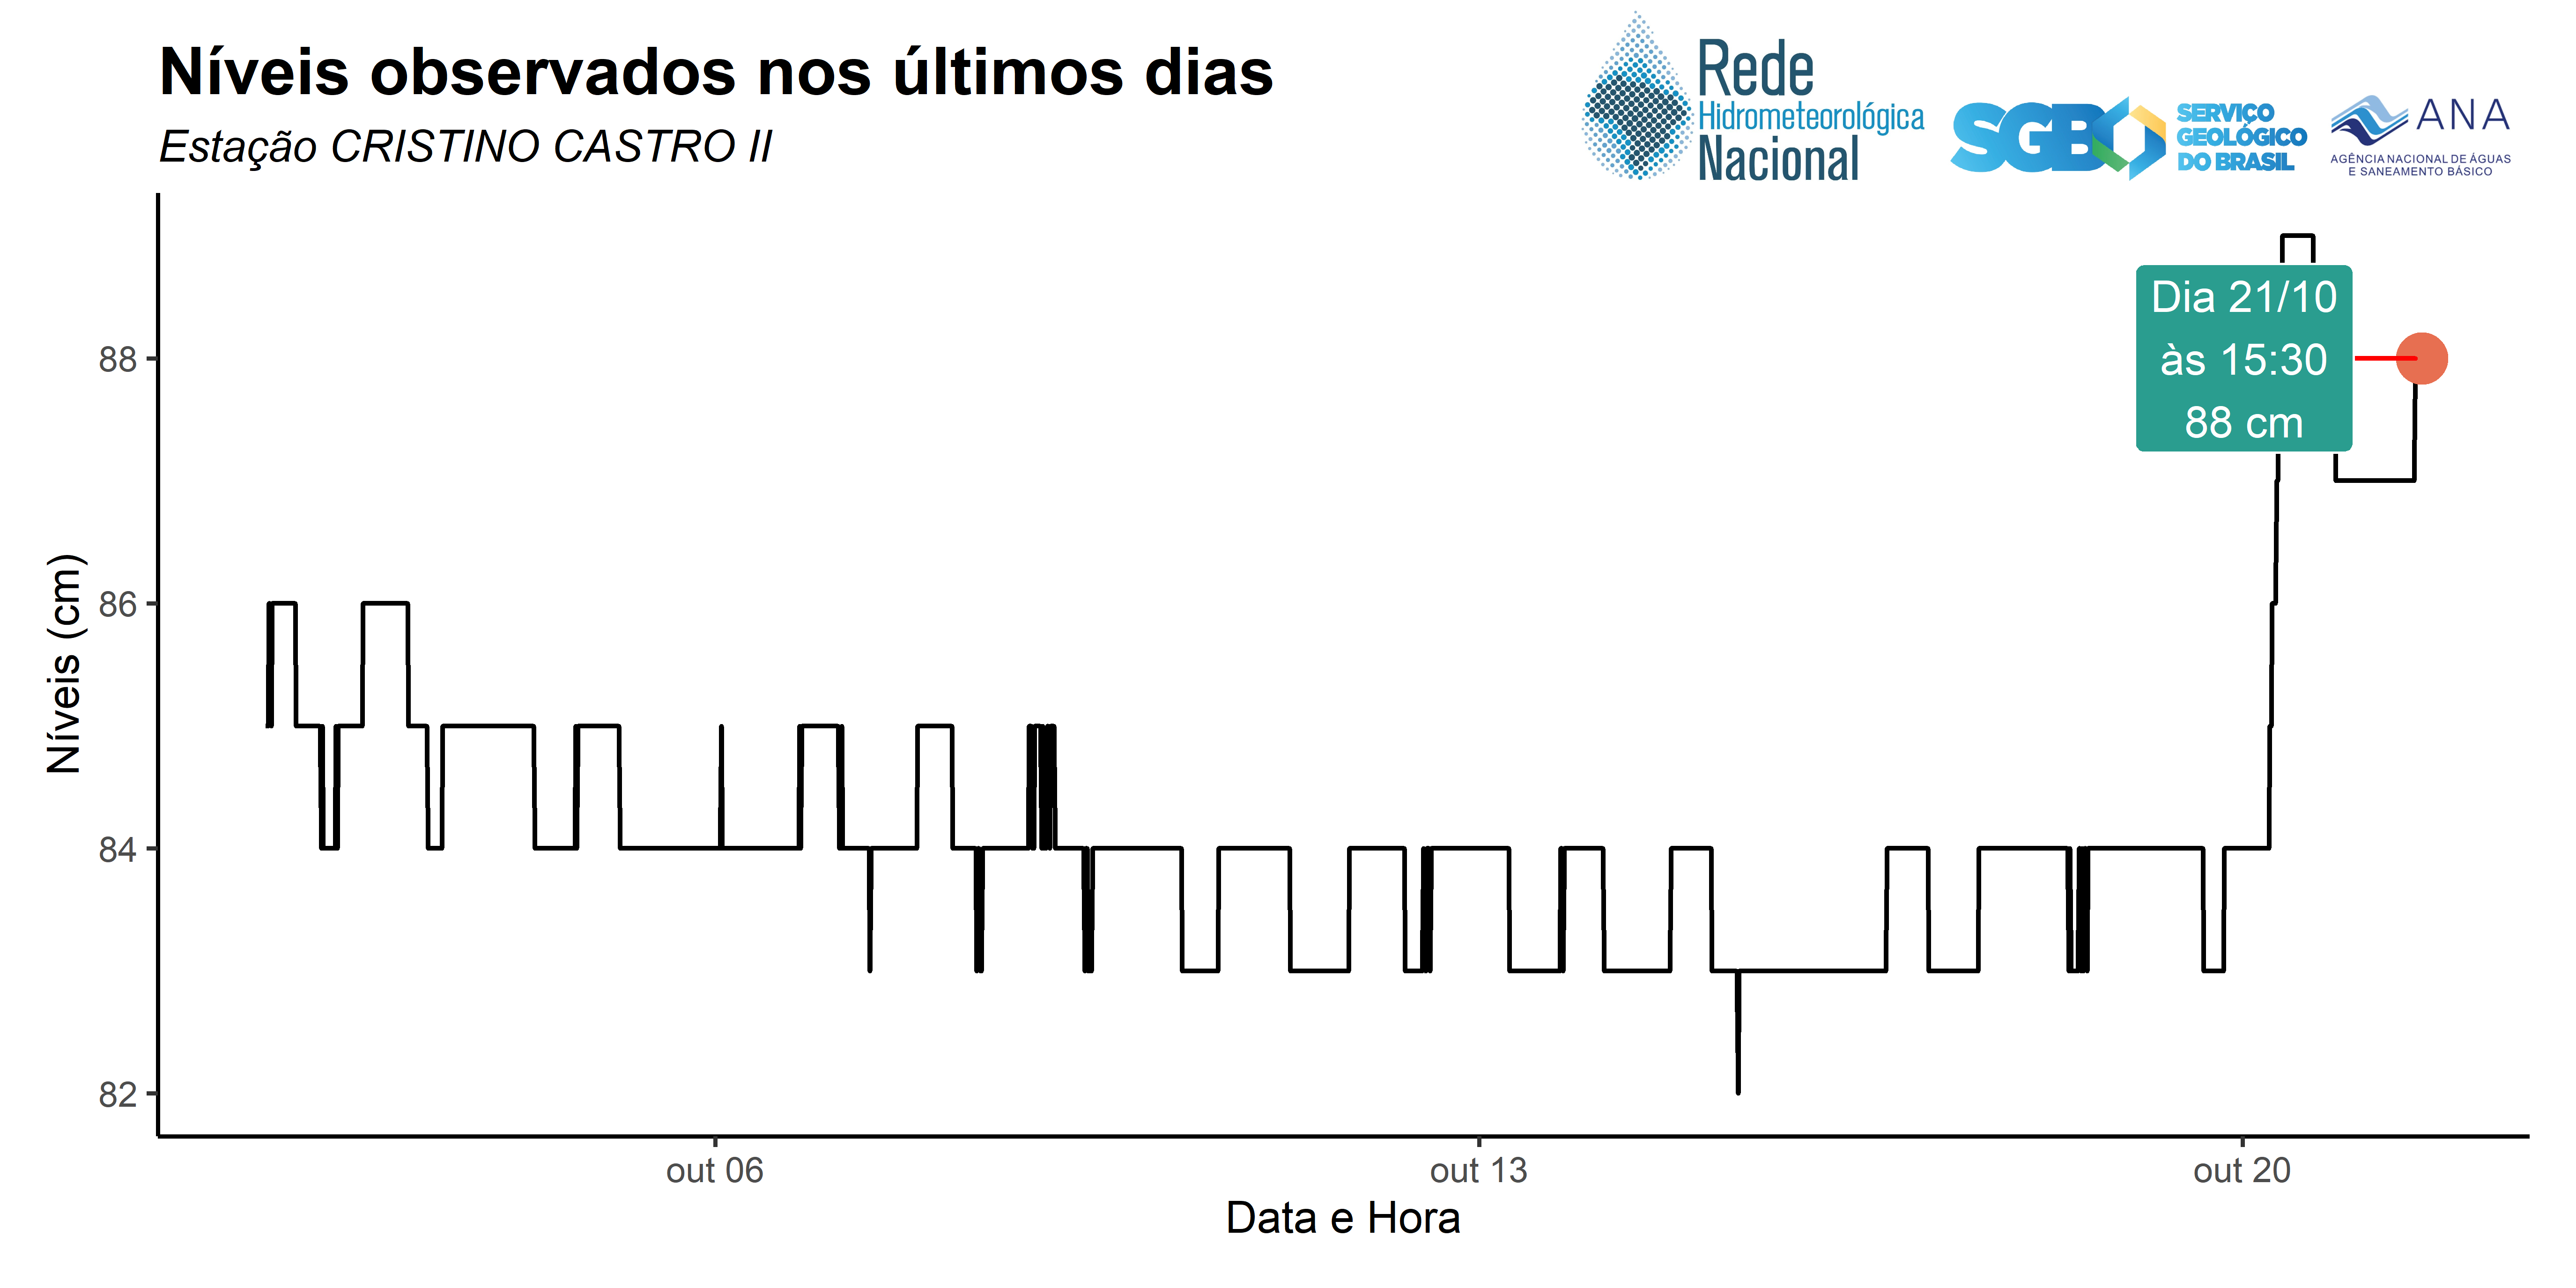 Níveis observados nos últimos dias
Estação CRISTINO CASTRO II
Rede
Hidrometeorológica
Nacional
SGB
SERVIÇO
GEOLÓGICO
DO BRASIL
ANA
AGÊNCIA NACIONAL DE ÁGUAS
E SANEAMENTO BÁSICO
Dia 21/10
às 15:30
88 cm
Níveis (cm)
88
86
84
82
out 06
out 13
out 20
Data e Hora